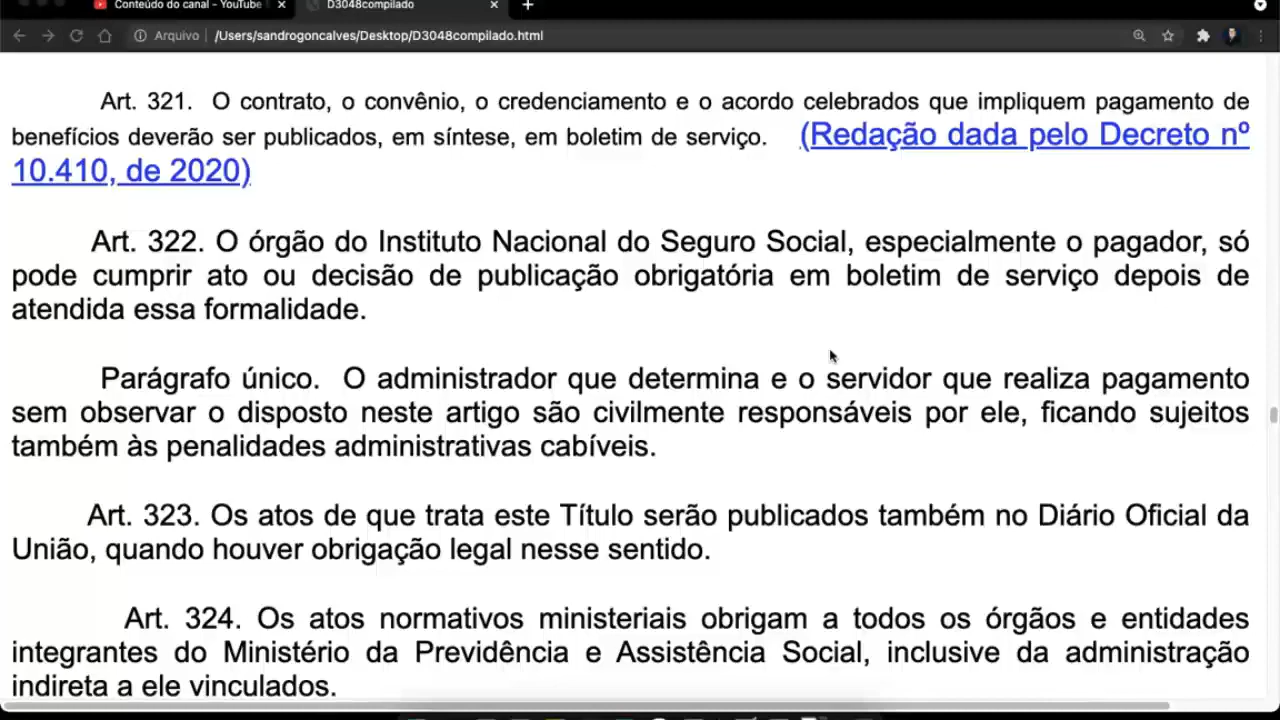 Conteúdo do canal - YouTube
D3048compilado
Arquivo
/Users/sandrogoncalves/Desktop/D3048compilado.html
Art. 321. O contrato, o convênio, o credenciamento e o acordo celebrados que impliquem pagamento de
benefícios deverão ser publicados, em síntese, em boletim de serviço. (Redação dada pelo Decreto nº
10.410, de 2020)
Art. 322. O órgão do Instituto Nacional do Seguro Social, especialmente o pagador, só
pode cumprir ato ou decisão de publicação obrigatória em boletim de serviço depois de
atendida essa formalidade.
Parágrafo único. O administrador que determina e o servidor que realiza pagamento
sem observar o disposto neste artigo são civilmente responsáveis por ele, ficando sujeitos
também às penalidades administrativas cabíveis.
Art. 323. Os atos de que trata este Título serão publicados também no Diário Oficial da
União, quando houver obrigação legal nesse sentido.
Art. 324. Os atos normativos ministeriais obrigam a todos os órgãos e entidades
integrantes do Ministério da Previdência e Assistência Social, inclusive da administração
indireta a ele vinculados.